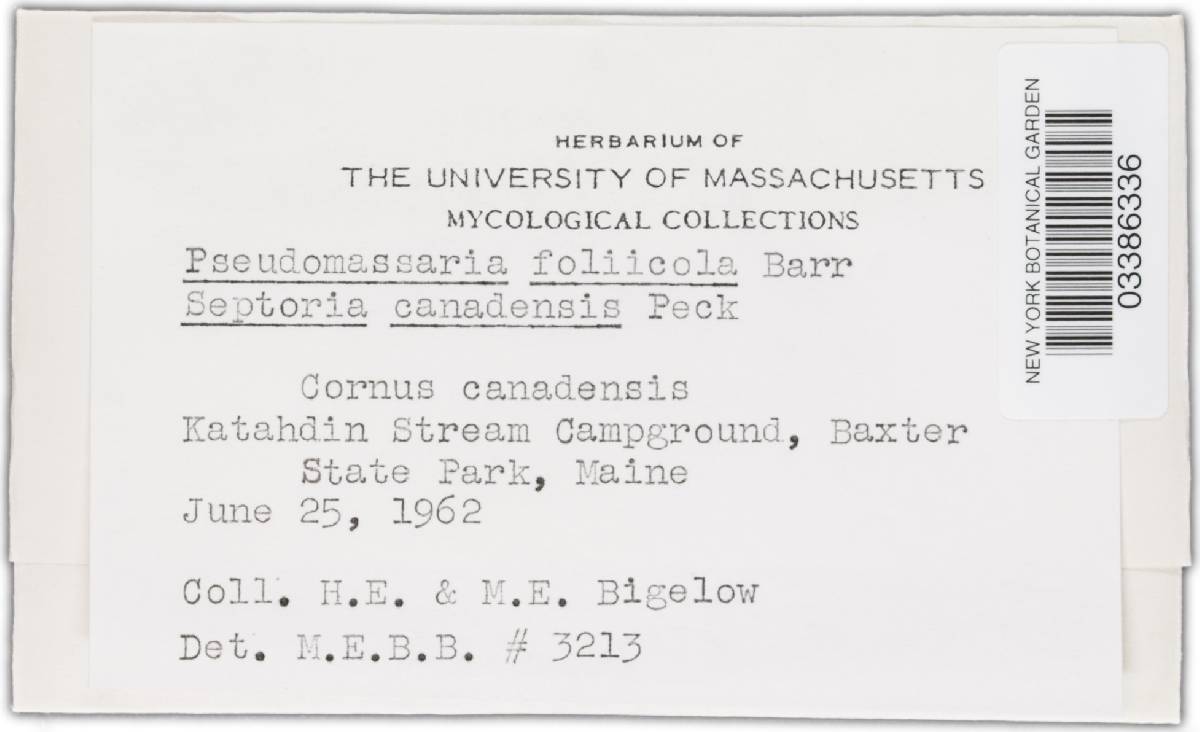 HERBARIUM OF
THE UNIVERSITY OF MASSACHUSETTS
MYCOLOGICAL COLLECTIONS
Pseudomassaria foliicola Barr
Septoria canadensis Peck
Cornus canadensis
Katahdin Stream Campground, Baxter
State Park, Maine
June 25, 1962
Coll. H.E. & M.E. Bigelow
Det. M.E.B.B. # 3213
NEW YORK BOTANICAL GARDEN
03386336